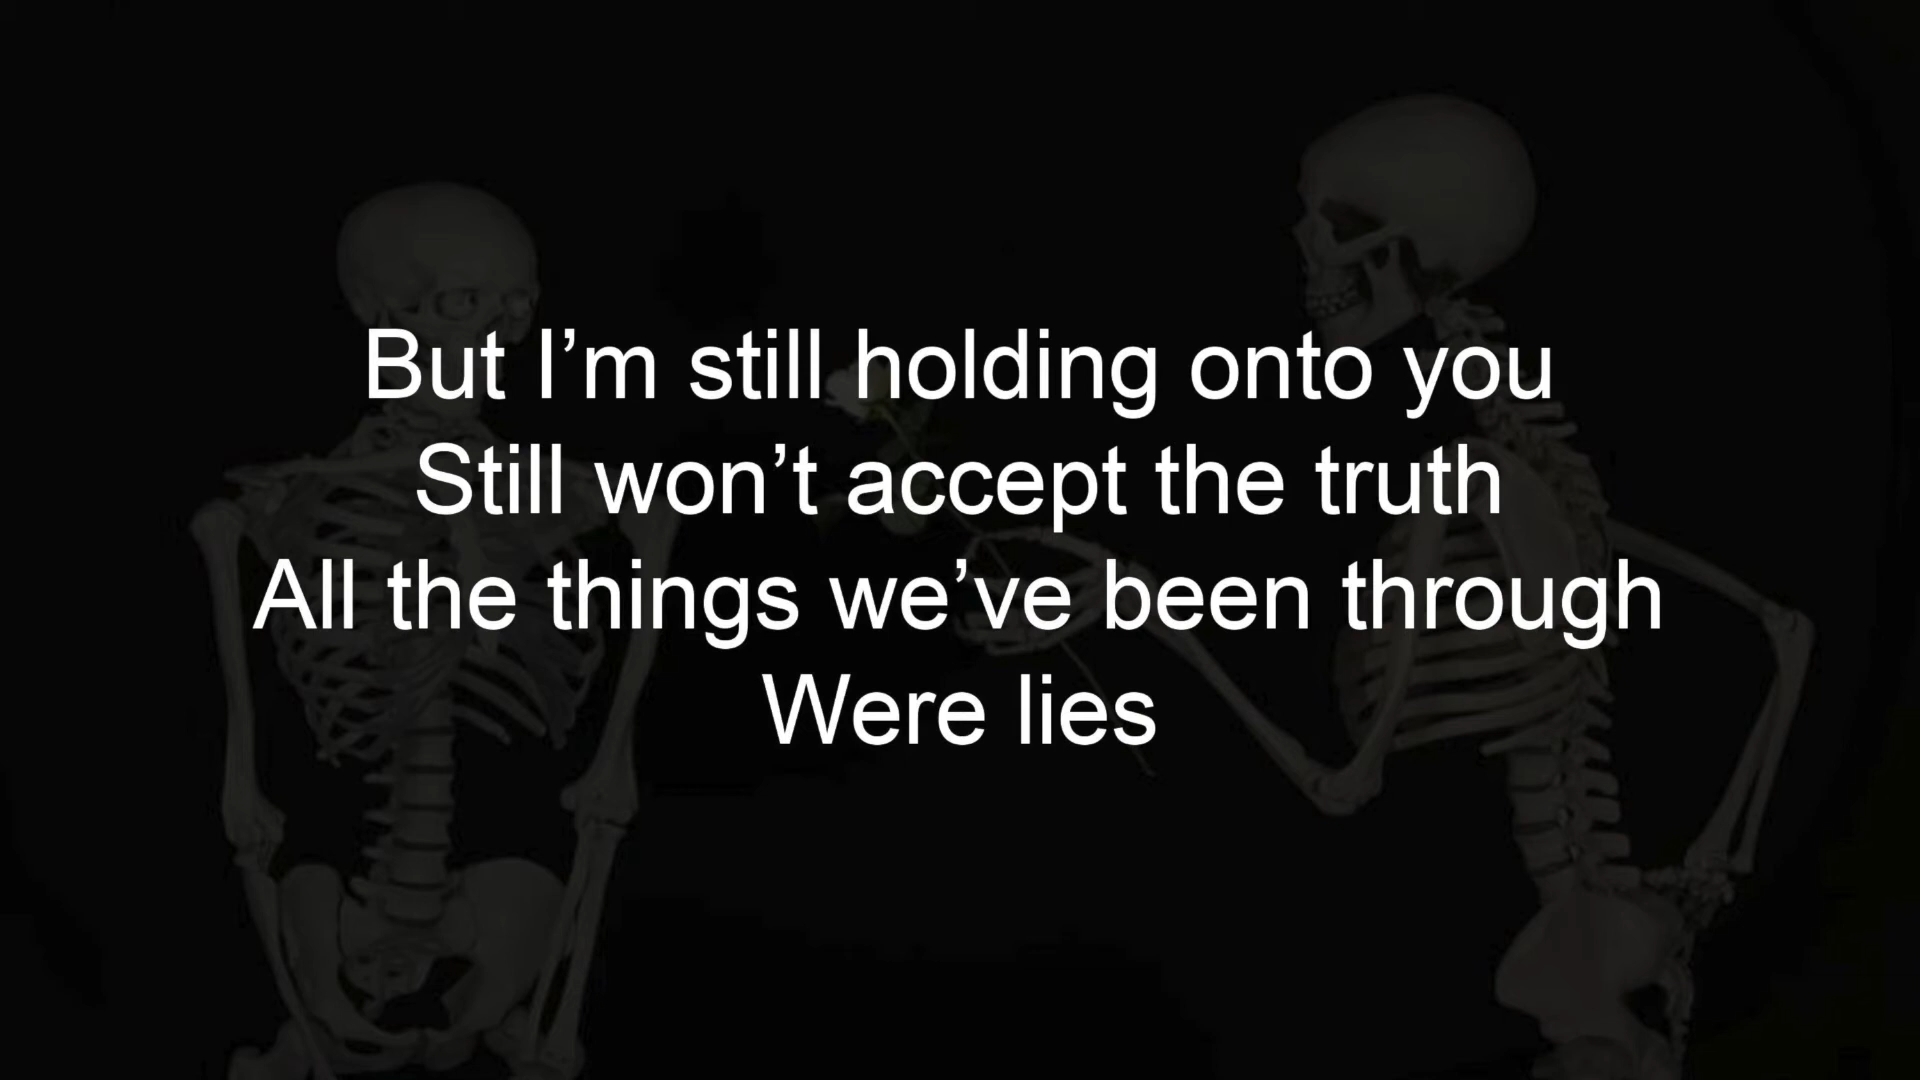 But I’m still holding onto you
Still won’t accept the truth
All the things we’ve been through
Were lies